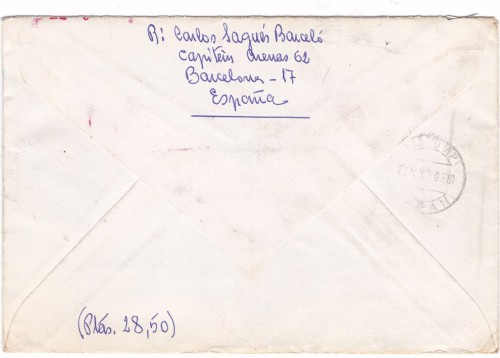 R: Carlos Sagués Barceló
Capitán Arenas 62
Barcelona - 17
España
(Ptas. 28,50)